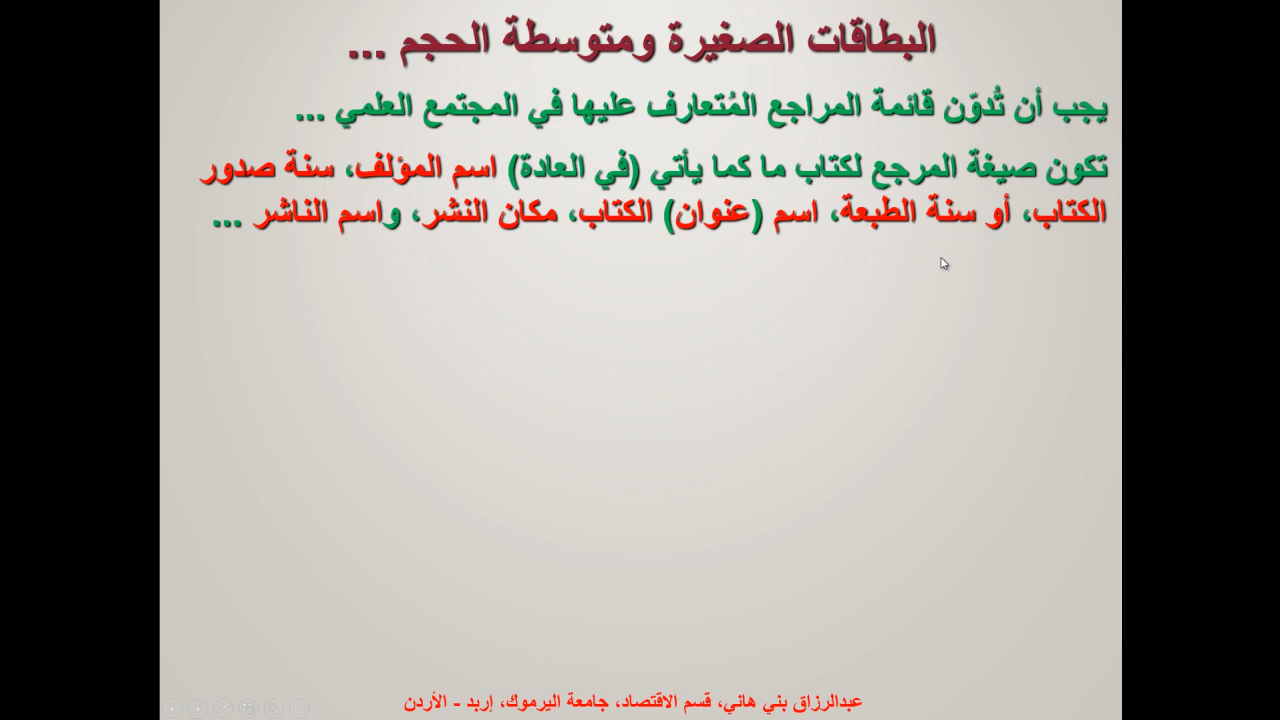 البطاقات الصغيرة ومتوسطة الحجم ...
يجب أن تُدوّن قائمة المراجع المُتعارف عليها في المجتمع العلمي ...
تكون صيغة المرجع لكتاب ما كما يأتي (في العادة) اسم المؤلف، سنة صدور
الكتاب، أو سنة الطبعة، اسم (عنوان) الكتاب، مكان النشر، واسم الناشر ...
عبدالرزاق بني هاني، قسم الاقتصاد، جامعة اليرموك، إربد - الأردن